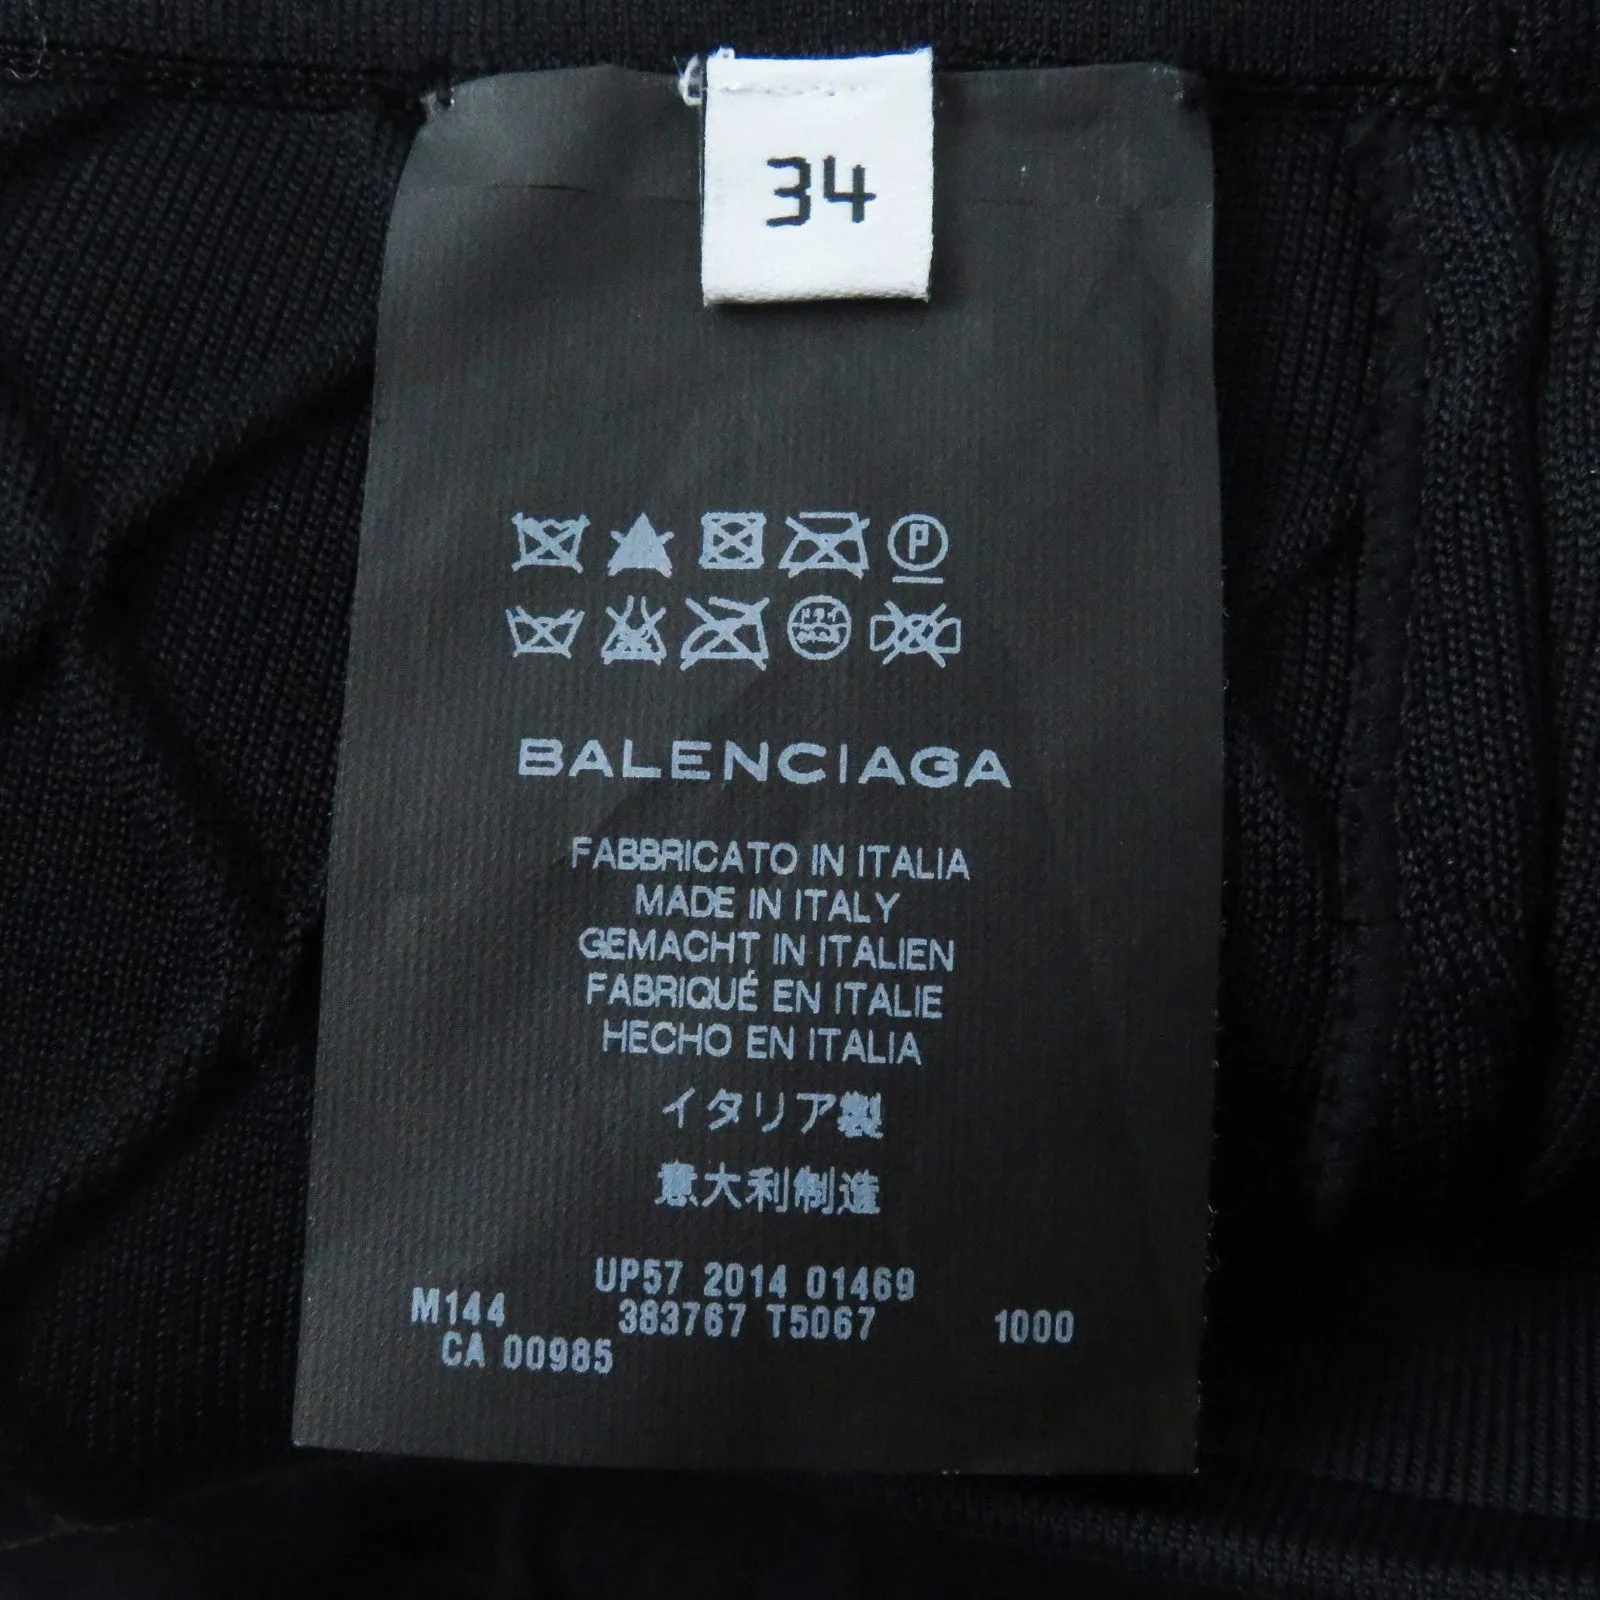 34
P
BALENCIAGA
FABBRICATO IN ITALIA
MADE IN ITALY
GEMACHT IN ITALIEN
FABRIQUÉ EN ITALIE
HECHO EN ITALIA
イタリア製
意大利制造
UP57 2014 01469
M144 383767 T5067 1000
CA 00985